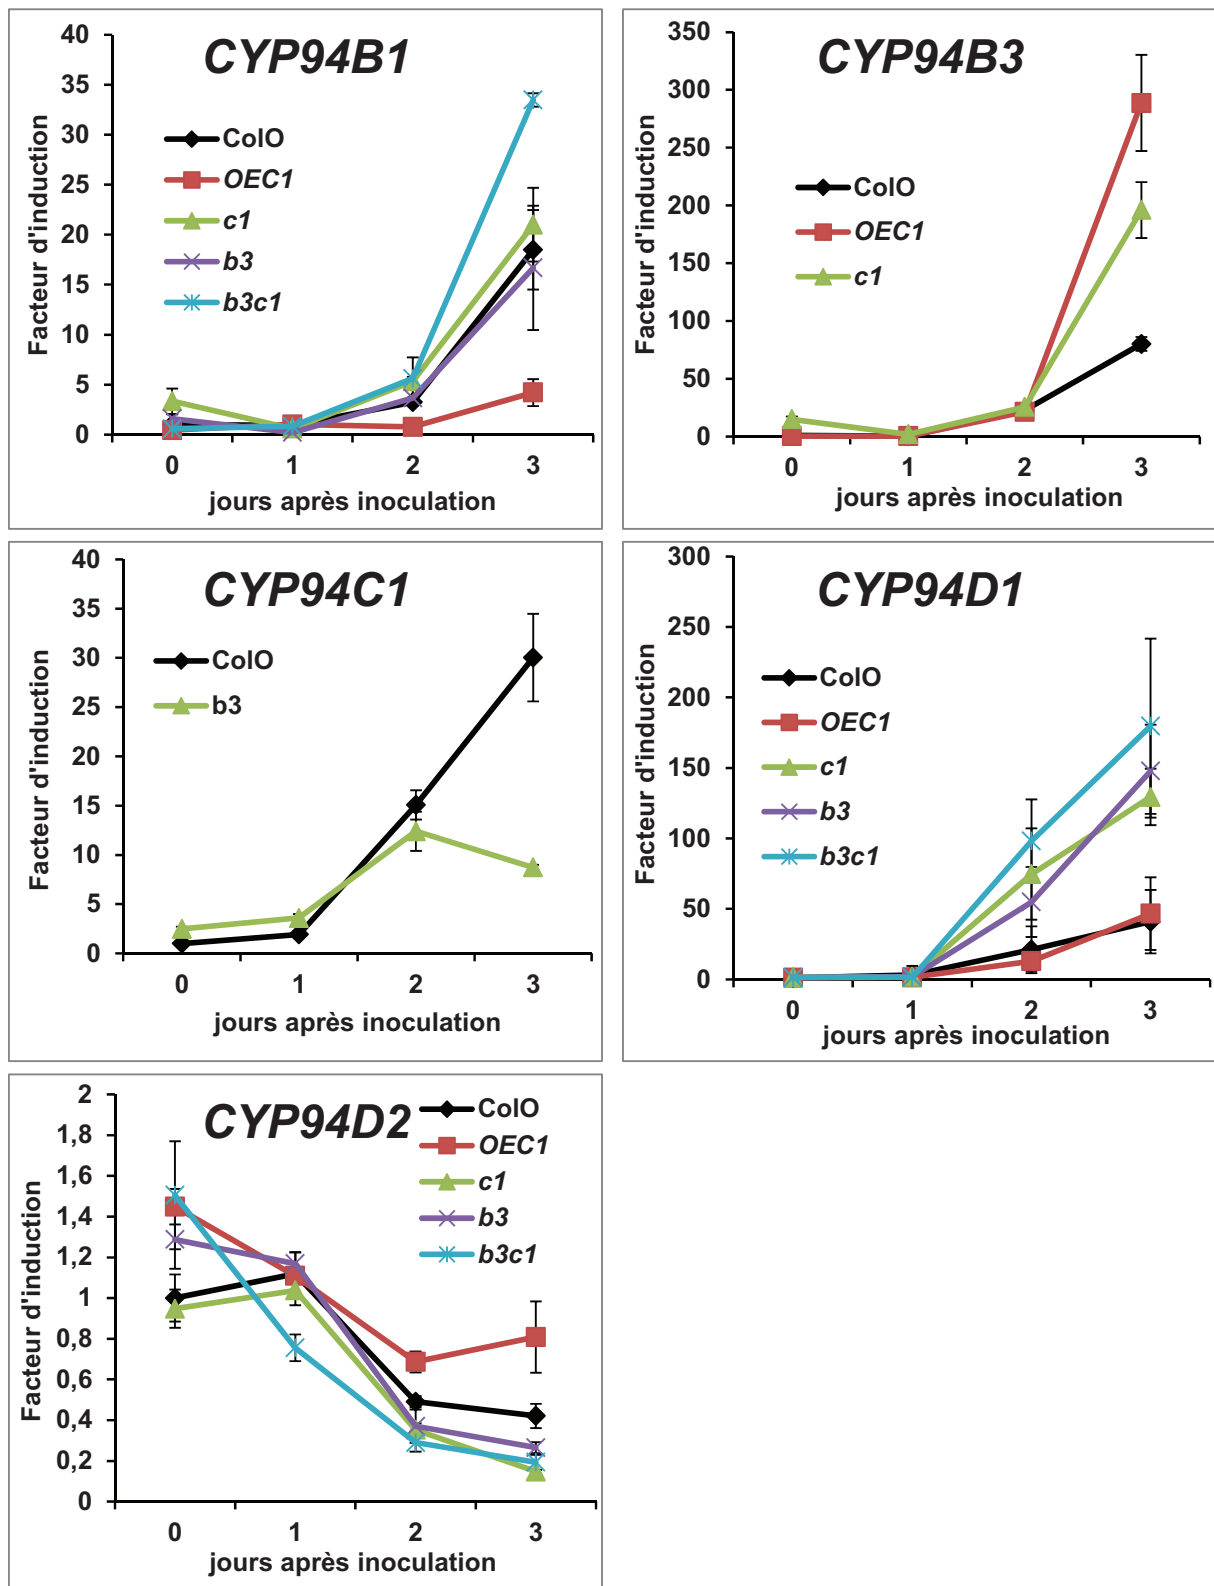 CYP94B1
40
35
30
25
20
15
10
5
0
Facteur d'induction
ColO
OEC1
c1
b3
b3c1
0 1 2 3
jours après inoculation
CYP94B3
350
300
250
200
150
100
50
0
Facteur d'induction
ColO
OEC1
c1
0 1 2 3
jours après inoculation
CYP94C1
40
35
30
25
20
15
10
5
0
Facteur d'induction
ColO
b3
0 1 2 3
jours après inoculation
CYP94D1
300
250
200
150
100
50
0
Facteur d'induction
ColO
OEC1
c1
b3
b3c1
0 1 2 3
jours après inoculation
CYP94D2
2
1,8
1,6
1,4
1,2
1
0,8
0,6
0,4
0,2
0
Facteur d'induction
ColO
OEC1
c1
b3
b3c1
0 1 2 3
jours après inoculation